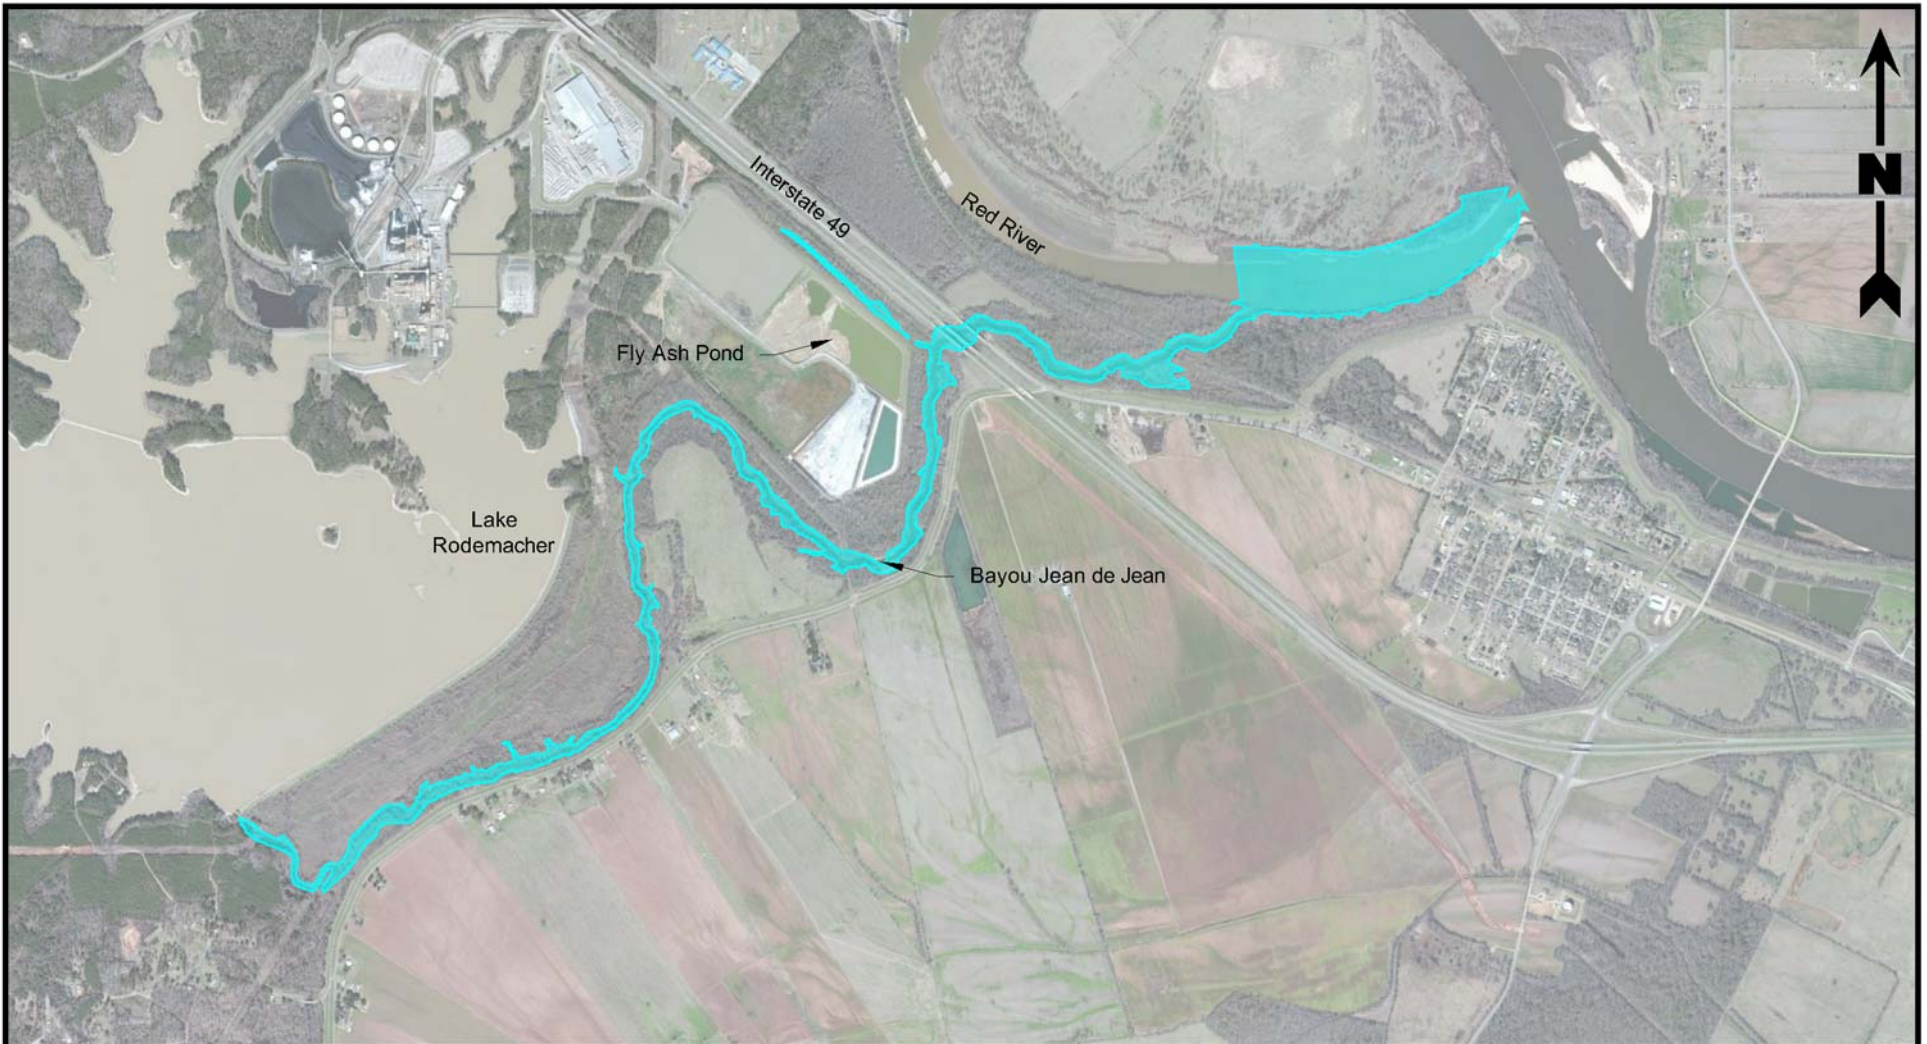 N
Interstate 49
Red River
Fly Ash Pond
Lake
Rodemacher
Bayou Jean de Jean